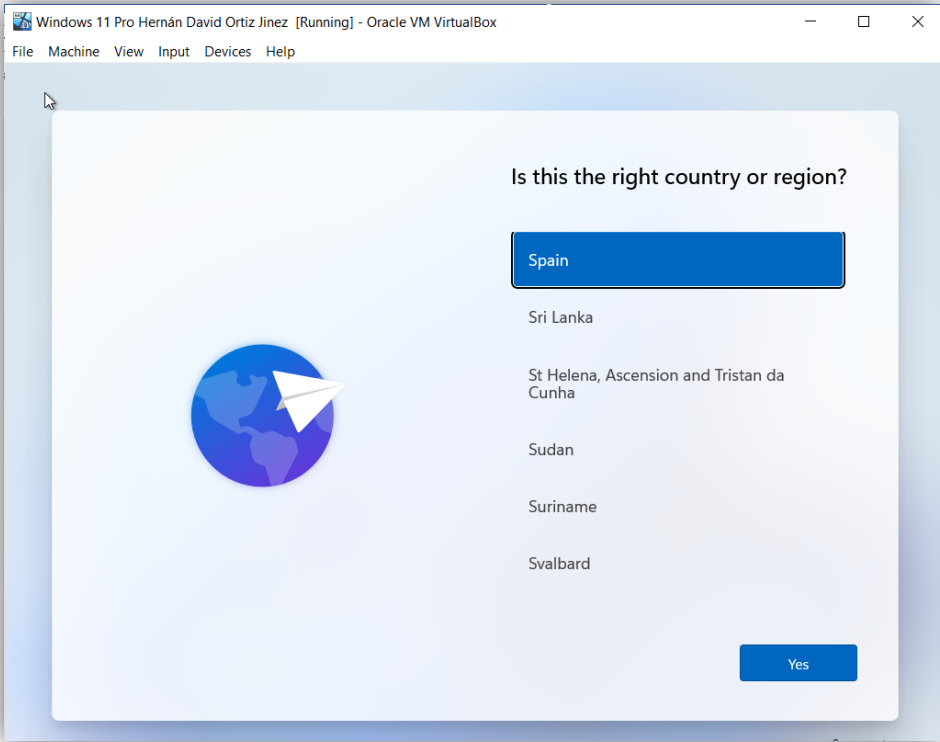 Windows 11 Pro Hernán David Ortiz Jinez [Running] - Oracle VM VirtualBox
File Machine View Input Devices Help
Is this the right country or region?
Spain
Sri Lanka
St Helena, Ascension and Tristan da
Cunha
Sudan
Suriname
Svalbard
Yes